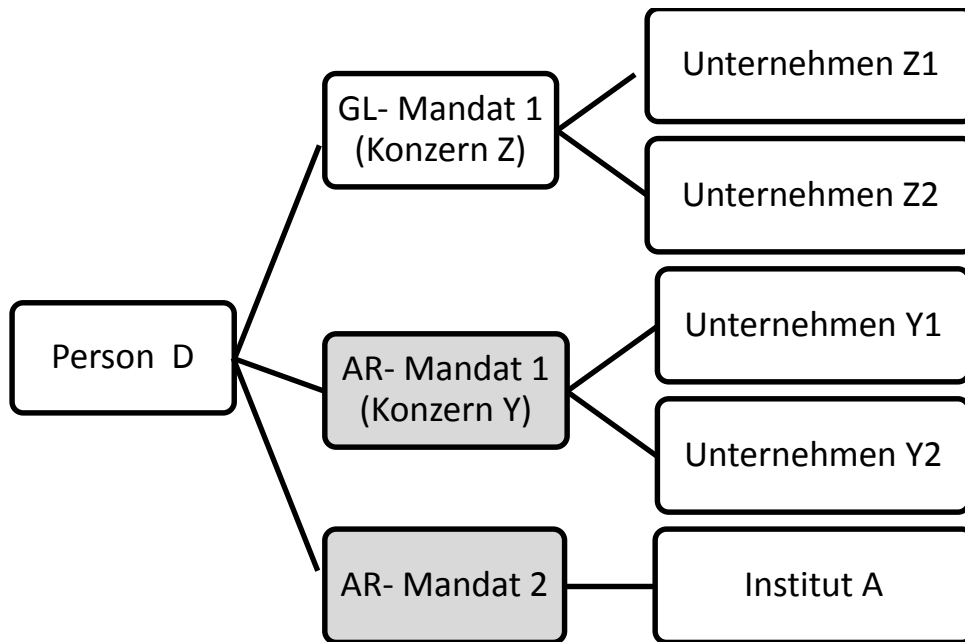 Person D
GL- Mandat 1
(Konzern Z)
Unternehmen Z1
Unternehmen Z2
AR- Mandat 1
(Konzern Y)
Unternehmen Y1
Unternehmen Y2
AR- Mandat 2
Institut A